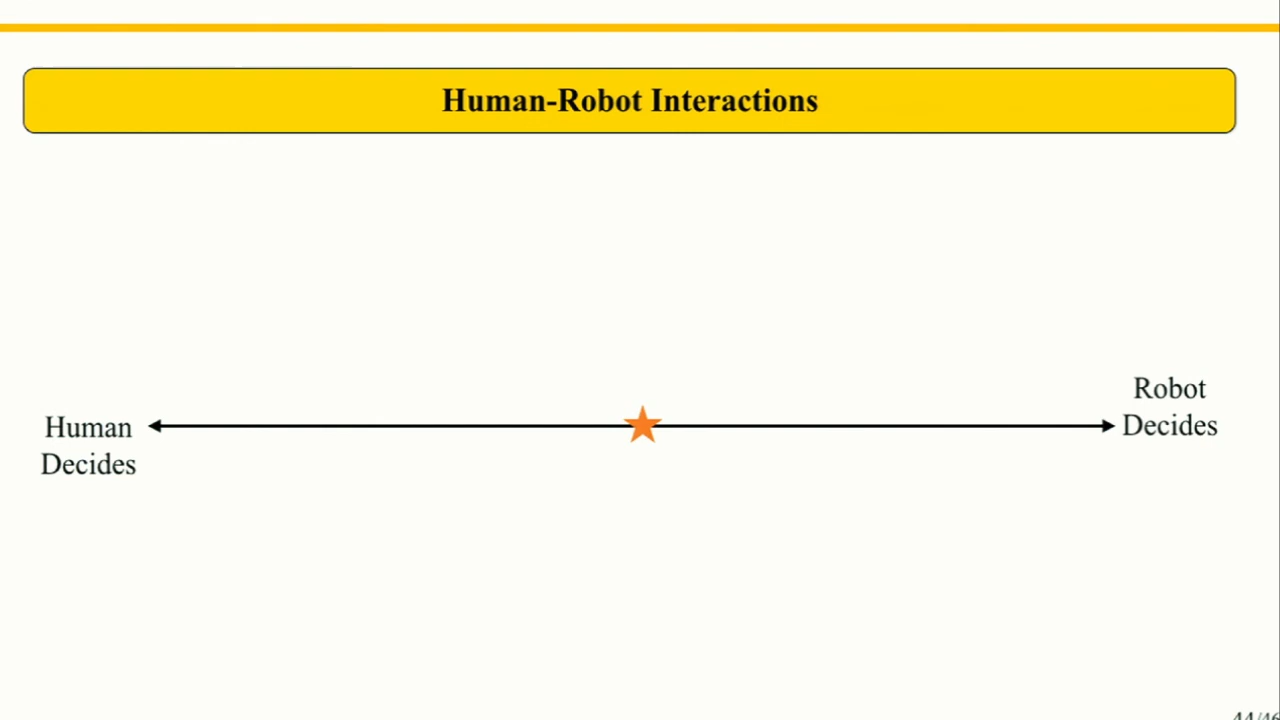 Human-Robot Interactions
Robot
Decides
Human
Decides